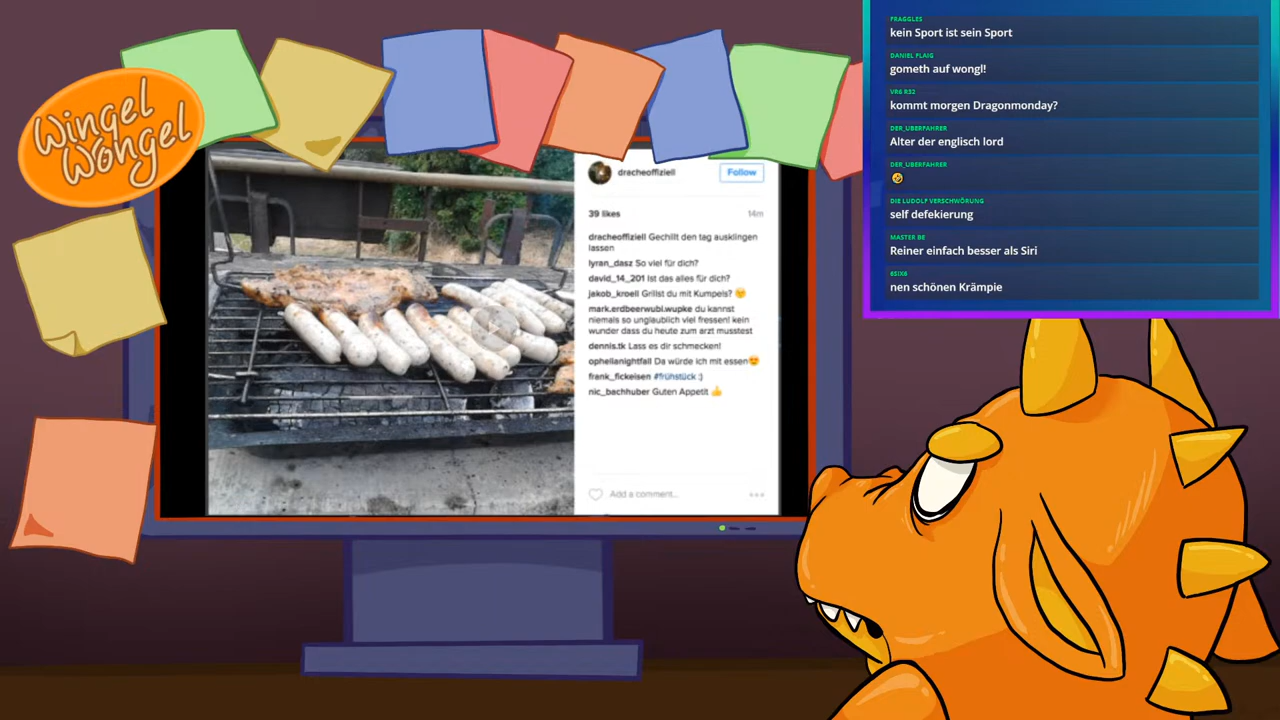 Wingel
Wongel
dracheoffiziell
Follow
39 likes
14m
dracheoffiziell Gechillt den tag ausklingen
lassen
lyran_dasz So viel für dich?
david_14_201 Ist das alles für dich?
jakob_kroell Grillst du mit Kumpels? 😊
mark.erdbeerwubi.wupke du kannst
niemals so unglaublich viel fressen! kein
wunder dass du heute zum arzt musstest
dennis.tk Lass es dir schmecken!
ophelianightfall Da würde ich mit essen😍
frank_fickeisen #frühstück :)
nic_bachhuber Guten Appetit 👍
Add a comment...
FRAGGLES
kein Sport ist sein Sport
DANIEL PLAIG
gometh auf wongl!
VR6 R32
kommt morgen Dragonmonday?
DER_UBERFAHRER
Alter der englisch lord
DER_UBERFAHRER
🤣
DIE LUDOLF VERSCHWÖRUNG
self defekierung
MASTER BE
Reiner einfach besser als Siri
6SIX6
nen schönen Krämpie